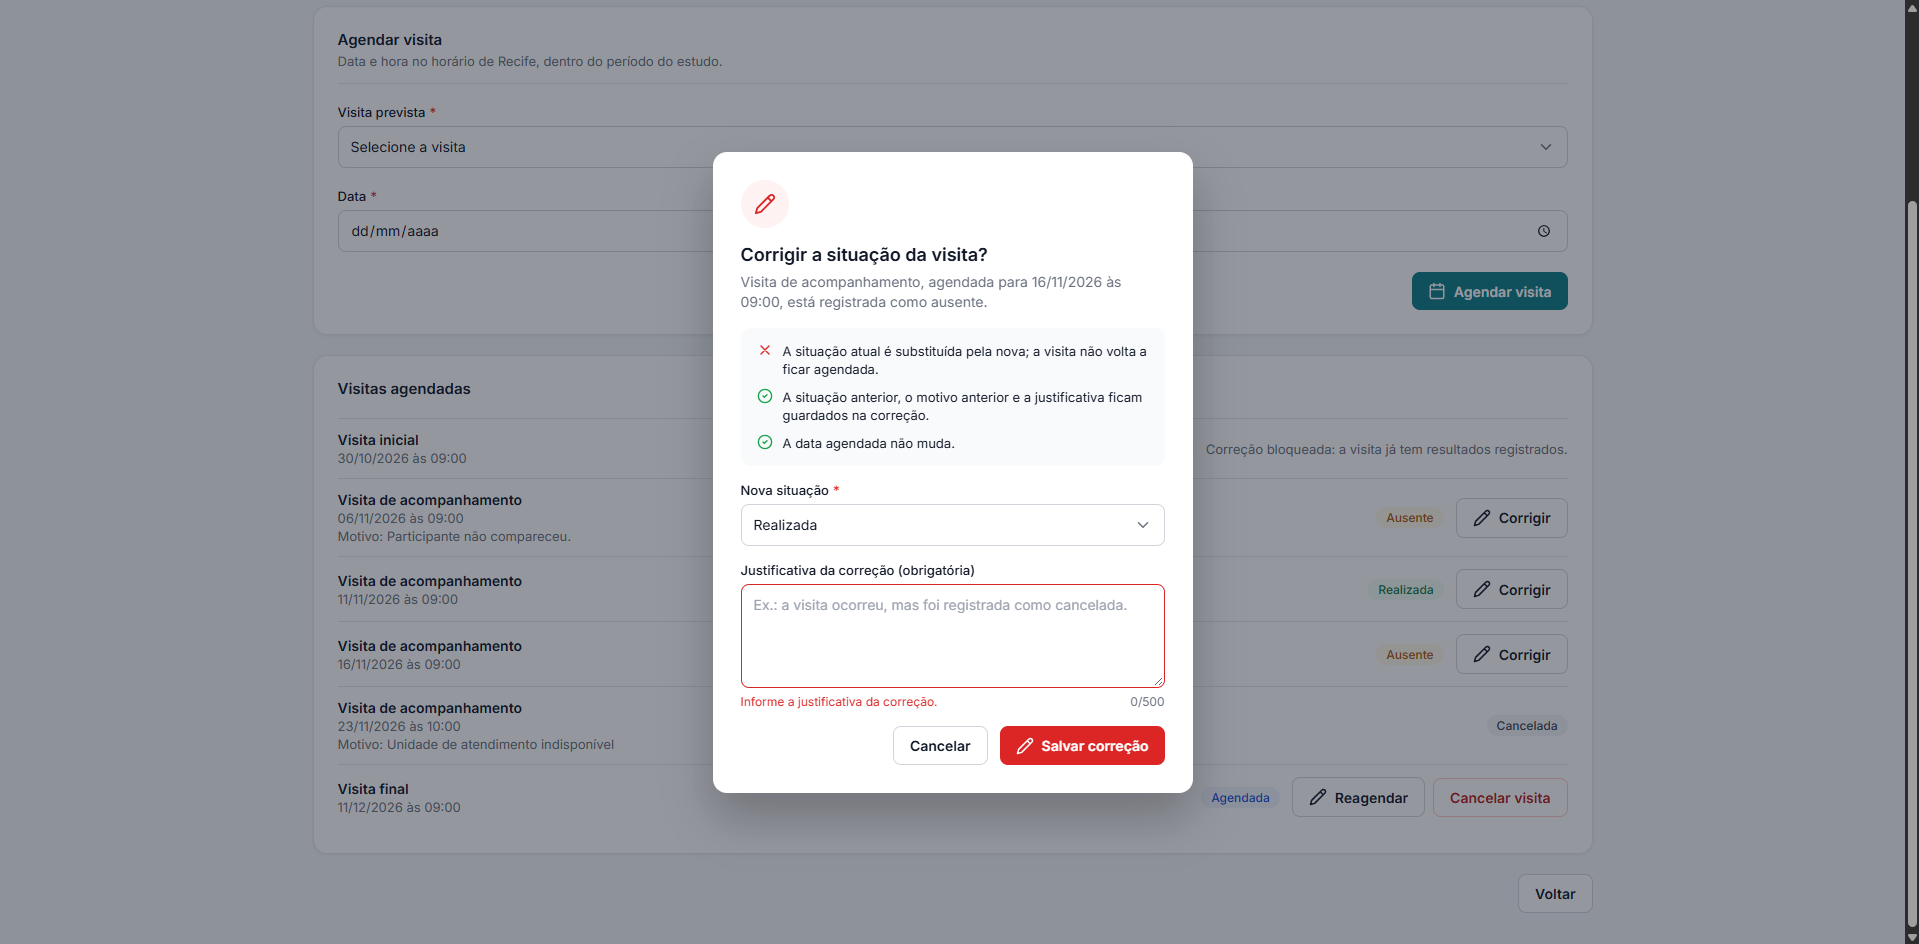 Agendar visita
Data e hora no horário de Recife, dentro do período do estudo.
Visita prevista *
Selecione a visita
Data *
dd/mm/aaaa
Agendar visita
Corrigir a situação da visita?
Visita de acompanhamento, agendada para 16/11/2026 às
09:00, está registrada como ausente.
A situação atual é substituída pela nova; a visita não volta a
ficar agendada.
A situação anterior, o motivo anterior e a justificativa ficam
guardados na correção.
A data agendada não muda.
Nova situação *
Realizada
Justificativa da correção (obrigatória)
Ex.: a visita ocorreu, mas foi registrada como cancelada.
Informe a justificativa da correção.
0/500
Cancelar
Salvar correção
Visitas agendadas
Visita inicial
30/10/2026 às 09:00
Correção bloqueada: a visita já tem resultados registrados.
Visita de acompanhamento
06/11/2026 às 09:00
Motivo: Participante não compareceu.
Ausente
Corrigir
Visita de acompanhamento
11/11/2026 às 09:00
Realizada
Corrigir
Visita de acompanhamento
16/11/2026 às 09:00
Ausente
Corrigir
Visita de acompanhamento
23/11/2026 às 10:00
Motivo: Unidade de atendimento indisponível
Cancelada
Visita final
11/12/2026 às 09:00
Agendada
Reagendar
Cancelar visita
Voltar